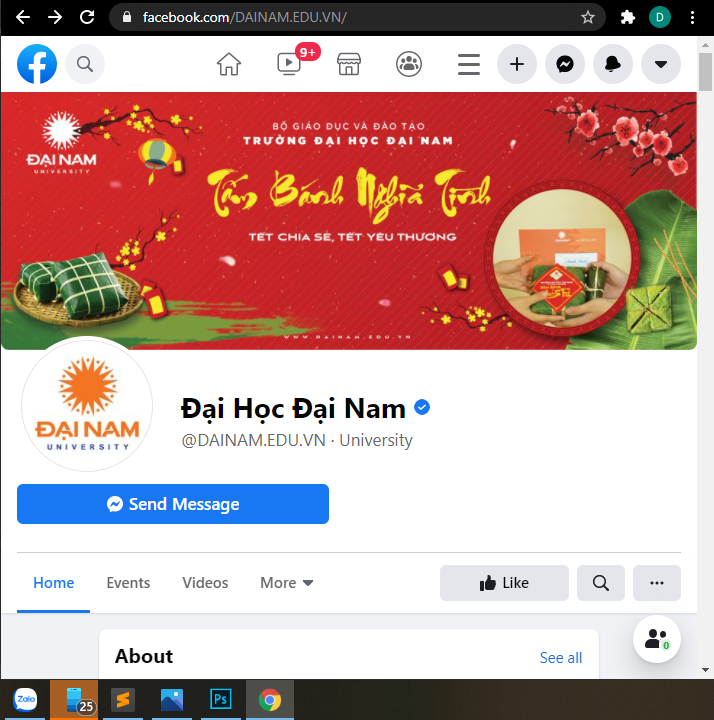 facebook.com/DAINAM.EDU.VN/
D
9+
ĐẠI NAM
UNIVERSITY
BỘ GIÁO DỤC VÀ ĐÀO TẠO
TRƯỜNG ĐẠI HỌC ĐẠI NAM
Tấm Bánh Nghĩa Tình
TẾT CHIA SẺ, TẾT YÊU THƯƠNG
WWW.DAINAM.EDU.VN
ĐẠI NAM
UNIVERSITY
Đại Học Đại Nam
@DAINAM.EDU.VN · University
Send Message
Home
Events
Videos
More
Like
0
About
See all
Zalo
25
Ps